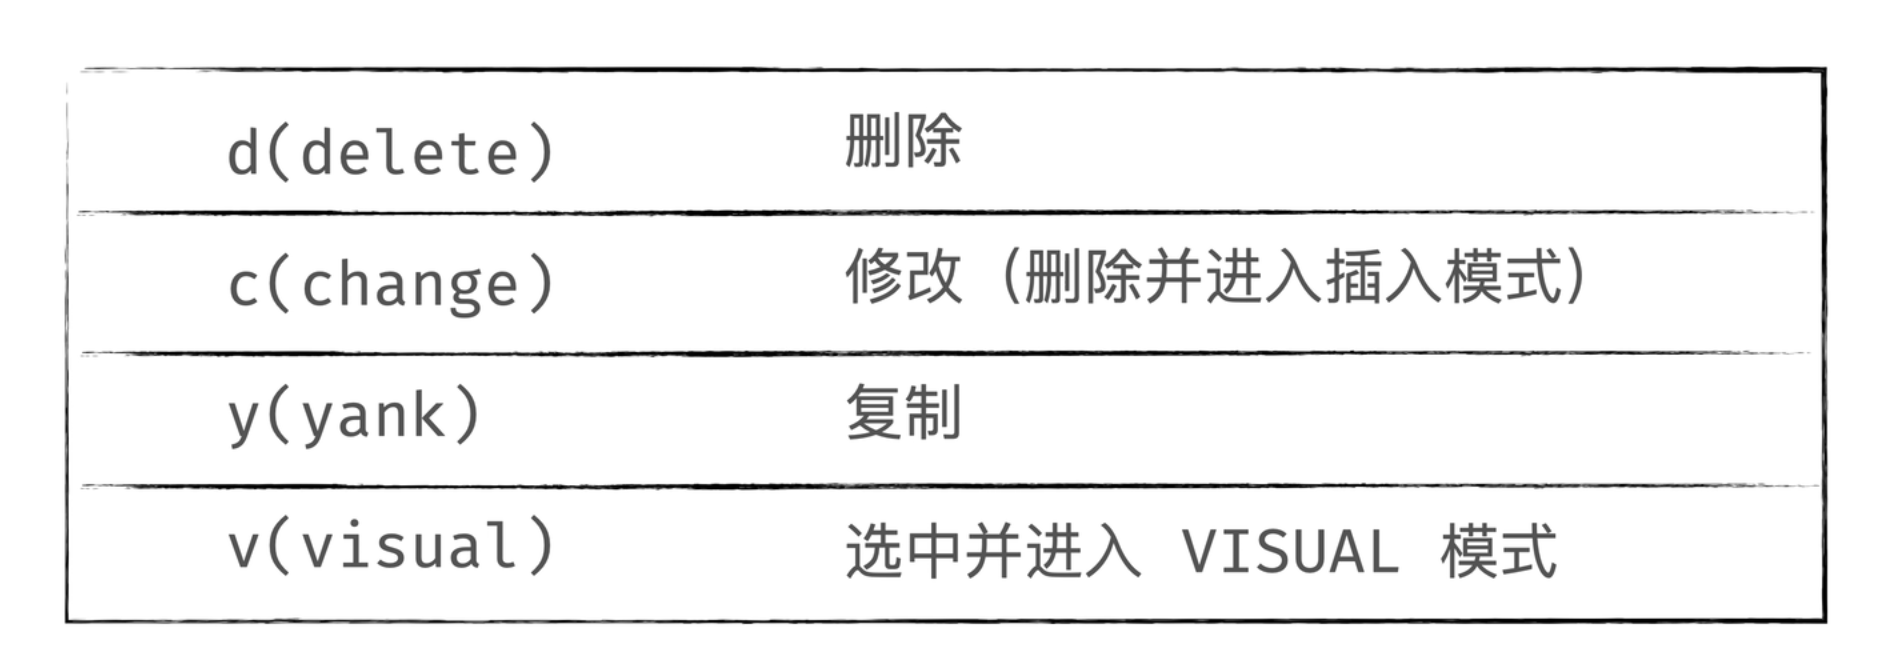 d(delete) 删除
c(change) 修改（删除并进入插入模式）
y(yank) 复制
v(visual) 选中并进入 VISUAL 模式